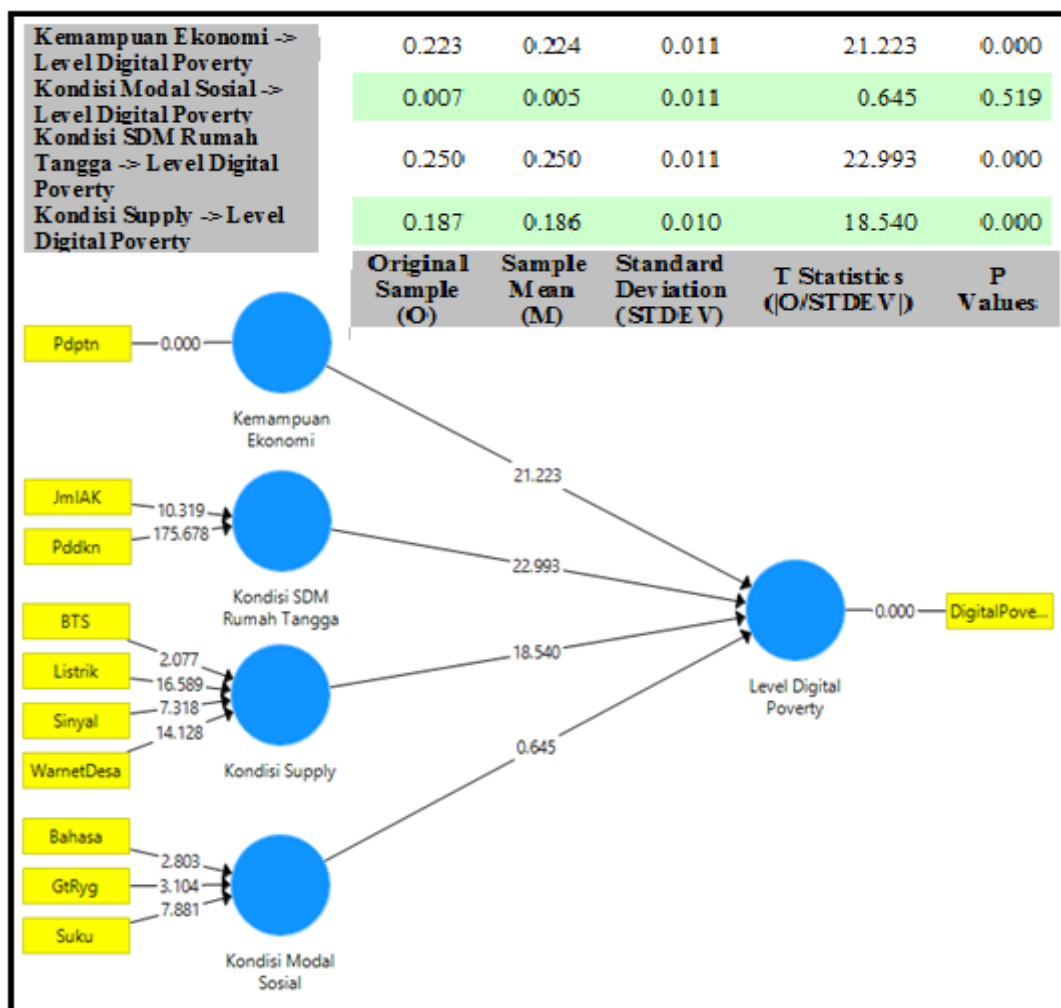 Kemampuan Ekonomi ->
Level Digital Poverty
0.223 0.224 0.011 21.223 0.000
Kondisi Modal Sosial ->
Level Digital Poverty
0.007 0.005 0.011 0.645 0.519
Kondisi SDM Rumah
Tangga -> Level Digital
Poverty
0.250 0.250 0.011 22.993 0.000
Kondisi Supply -> Level
Digital Poverty
0.187 0.186 0.010 18.540 0.000
Original
Sample
(O)
Sample
Mean
(M)
Standard
Deviation
(STDEV)
T Statistics
(|O/STDEV|)
P
Values
Pdptn
0.000
Kemampuan
Ekonomi
21.223
JmlAK
10.319
Pddkn
175.678
Kondisi SDM
Rumah Tangga
22.993
BTS
2.077
Listrik
16.589
Sinyal
7.318
WarnetDesa
14.128
Kondisi Supply
18.540
Bahasa
2.803
GtRyg
3.104
Suku
7.881
Kondisi Modal
Sosial
0.645
Level Digital
Poverty
0.000
DigitalPove...